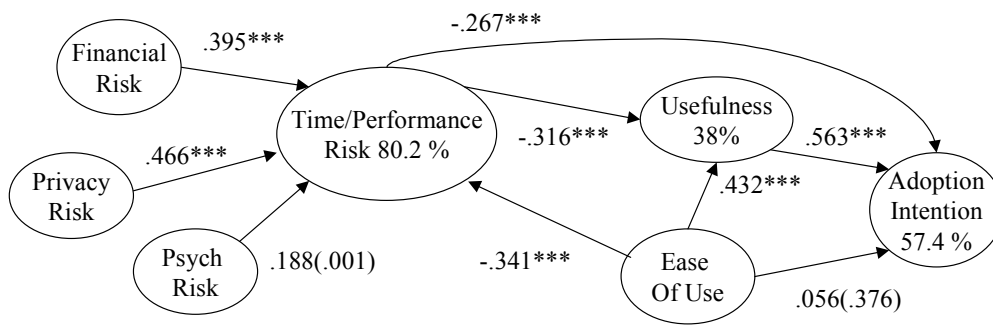 Financial
Risk
.395***
-.267***
Time/Performance
Risk 80.2 %
Usefulness
38%
-.316***
.563***
.466***
Privacy
Risk
.432***
Adoption
Intention
57.4 %
Psych
Risk
.188(.001)
-.341***
Ease
Of Use
.056(.376)